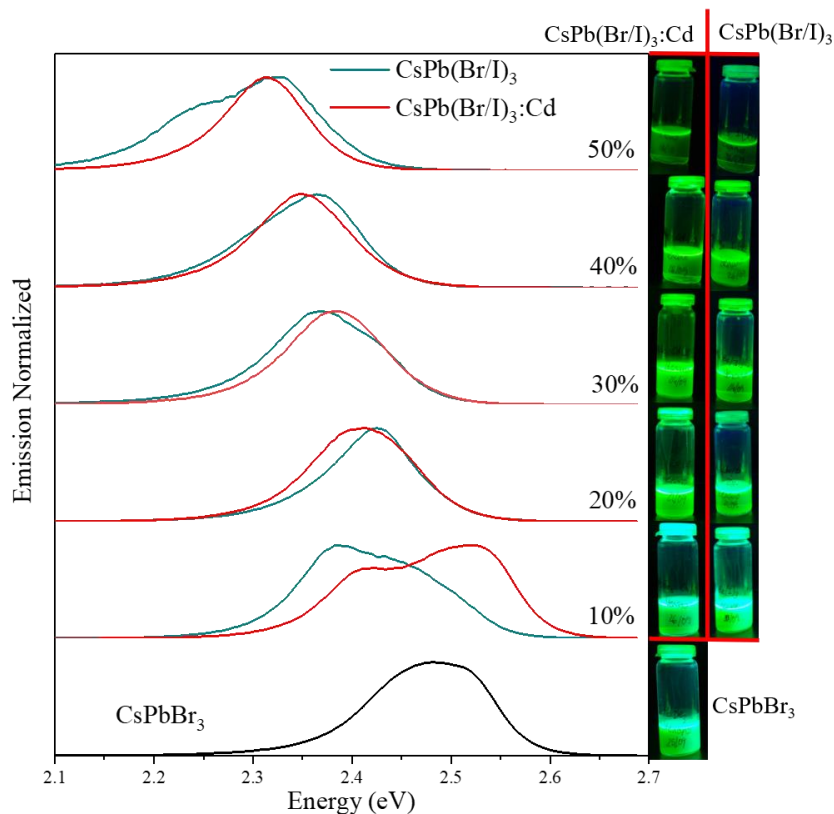 CsPb(Br/I)₃:Cd
CsPb(Br/I)₃
CsPb(Br/I)₃
CsPb(Br/I)₃:Cd
50%
40%
30%
20%
10%
CsPbBr₃
CsPbBr₃
Emission Normalized
2.1 2.2 2.3 2.4 2.5 2.6 2.7
Energy (eV)